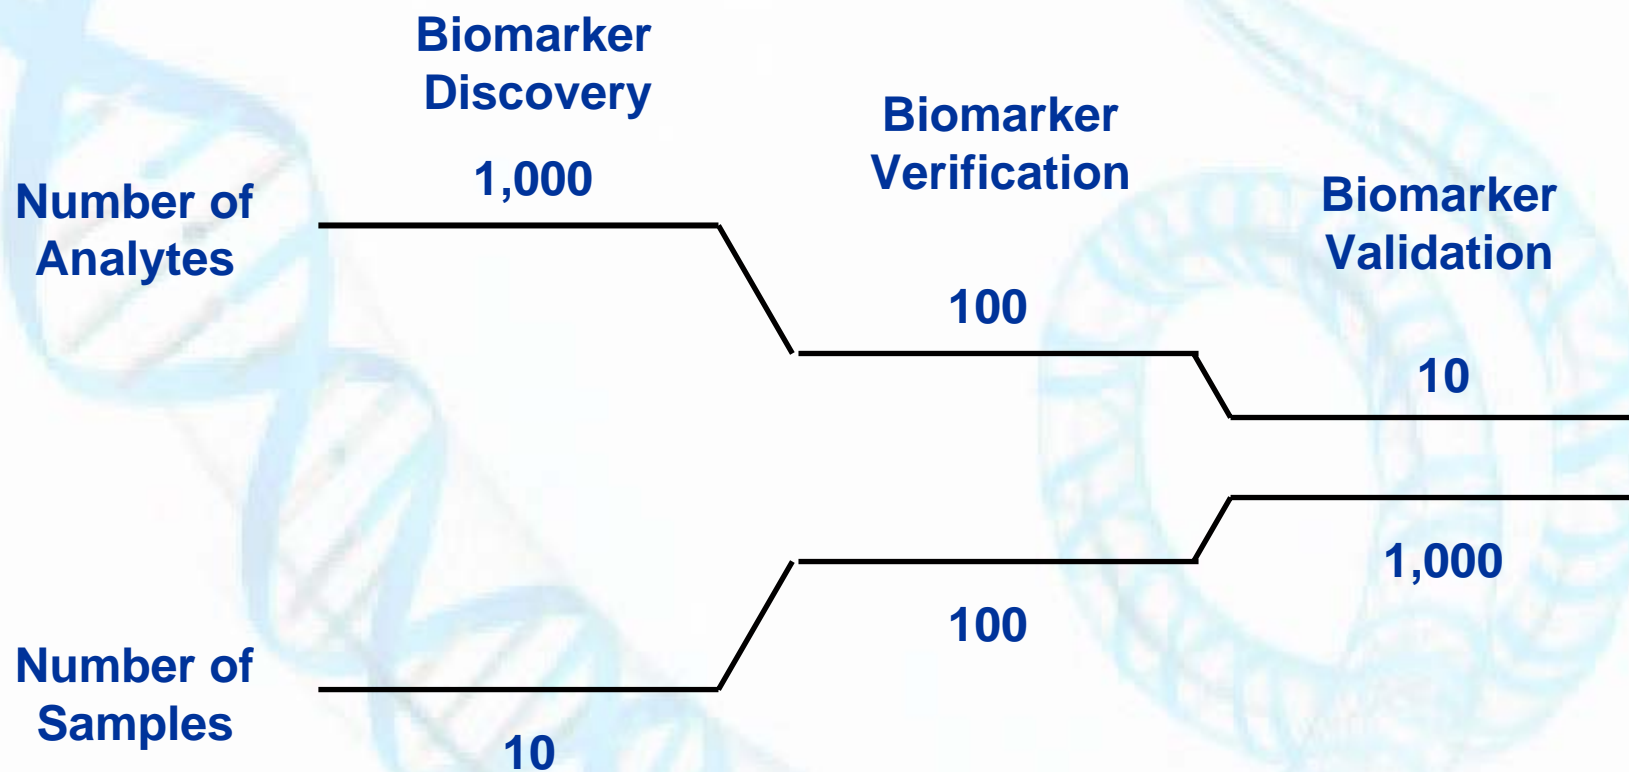 Biomarker
Discovery
1,000
Biomarker
Verification
100
Biomarker
Validation
10
Number of
Analytes
Number of
Samples
10
100
1,000